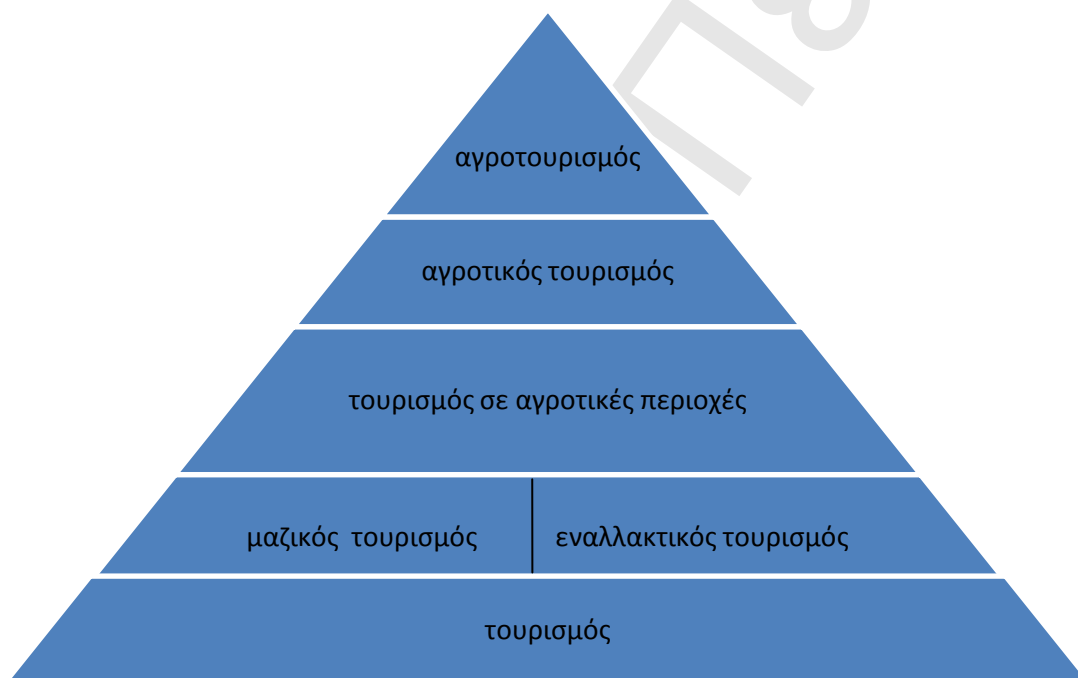 αγροτουρισμός
αγροτικός τουρισμός
τουρισμός σε αγροτικές περιοχές
μαζικός τουρισμός
εναλλακτικός τουρισμός
τουρισμός